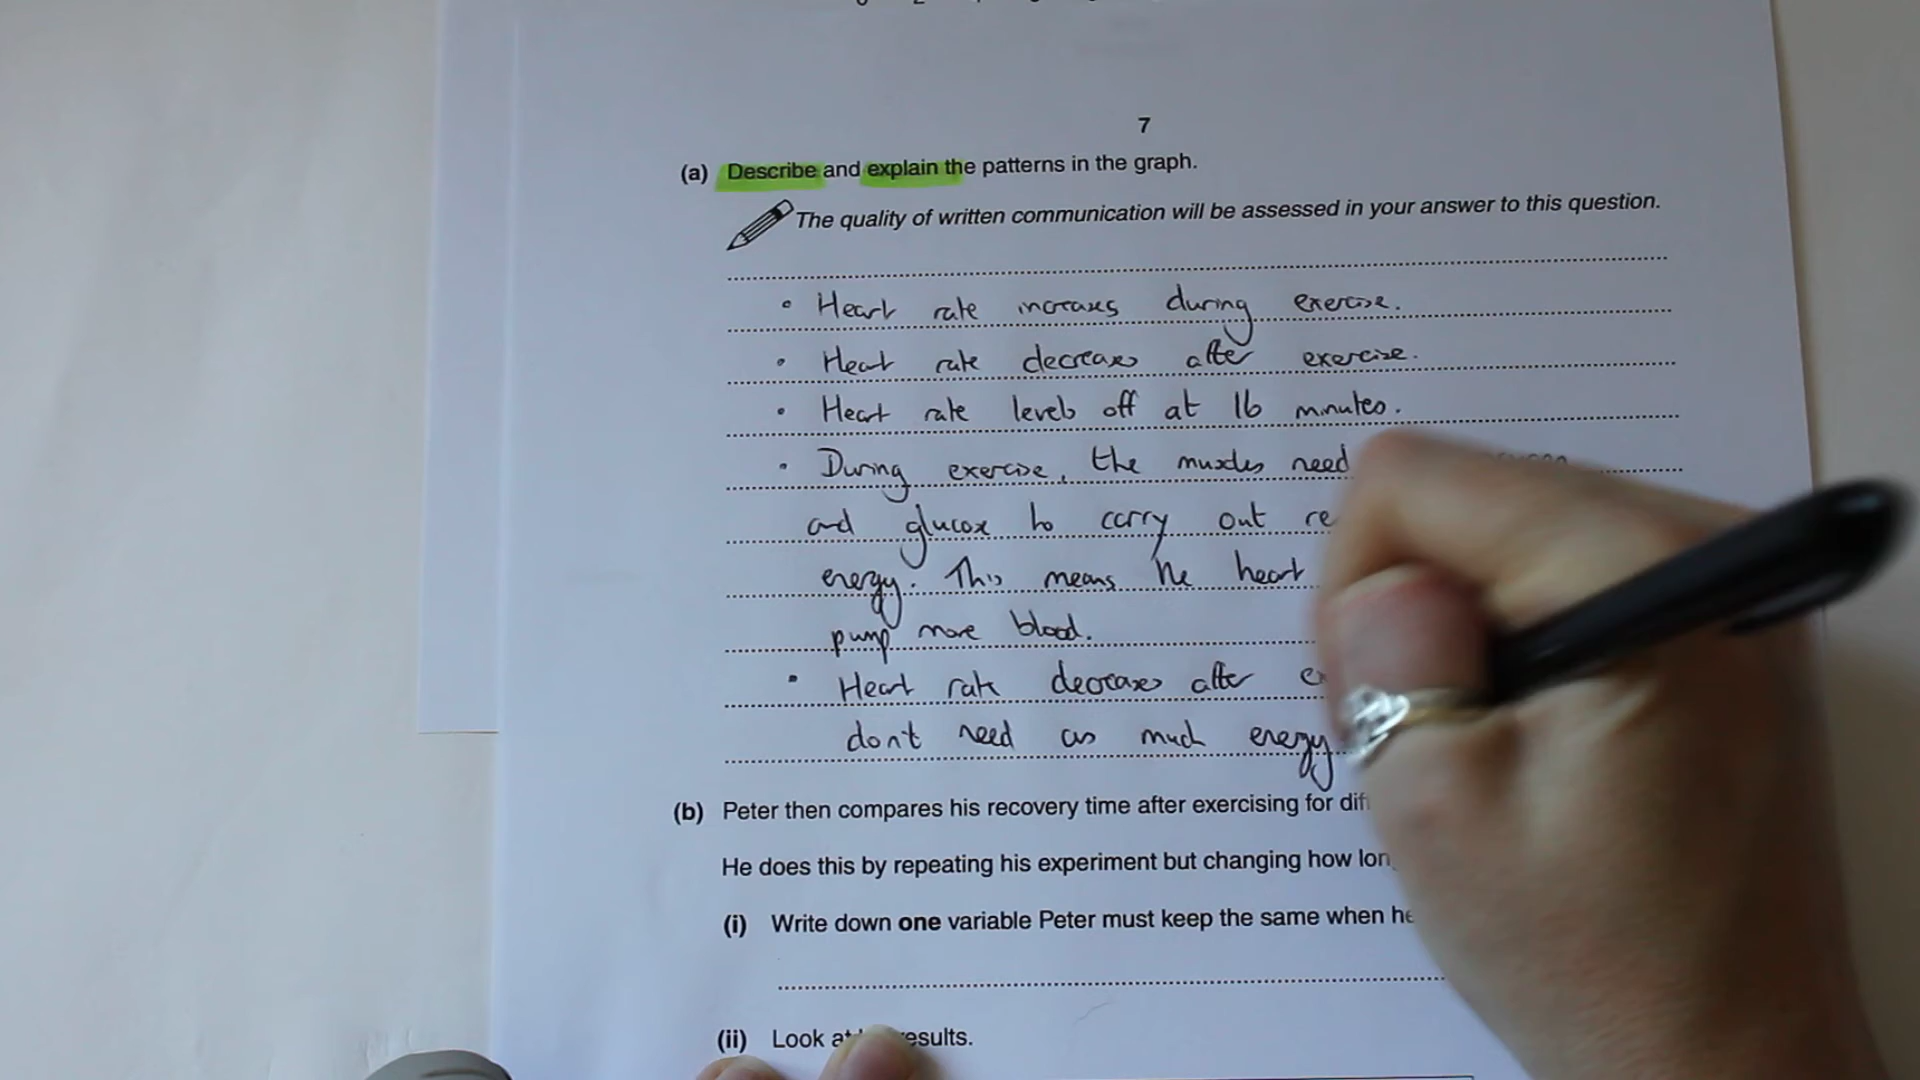 7
(a) Describe and explain the patterns in the graph.
The quality of written communication will be assessed in your answer to this question.
• Heart rate increases during exercise.
• Heart rate decreases after exercise.
• Heart rate levels off at 16 minutes.
• During exercise, the muscles need
and glucose to carry out re
energy. This means the heart
pump more blood.
• Heart rate decreases after ex
don't need as much energy
(b) Peter then compares his recovery time after exercising for dif
He does this by repeating his experiment but changing how lon
(i) Write down one variable Peter must keep the same when he
(ii) Look at results.